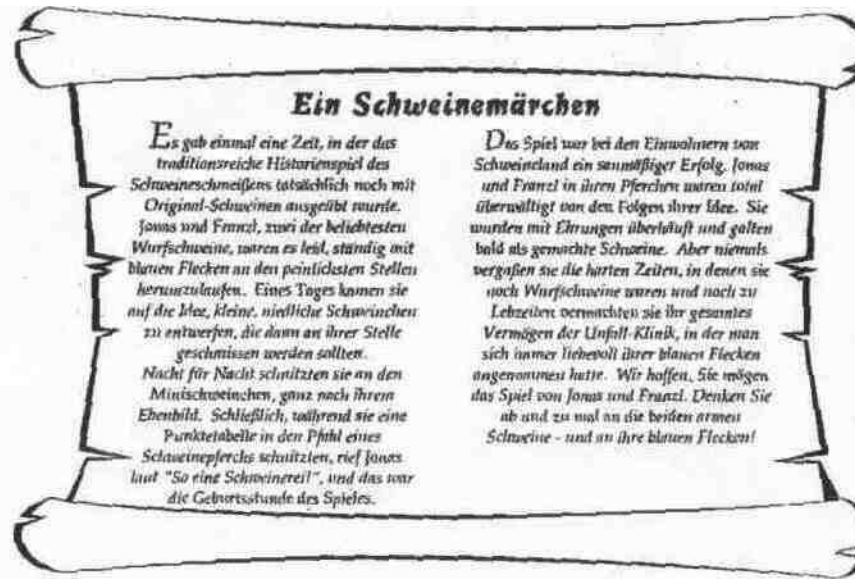 Ein Schweinemärchen
Es gab einmal eine Zeit, in der das
traditionsreiche Historienspiel des
Schweineschmeißens tatsächlich noch mit
Original-Schweinen ausgeübt wurde.
Jonas und Franzl, zwei der beliebtesten
Wurfschweine, waren es leid, ständig mit
blauen Flecken an den peinlichsten Stellen
herumzulaufen. Eines Tages kamen sie
auf die Idee, kleine, niedliche Schweinchen
zu entwerfen, die dann an ihrer Stelle
geschmissen werden sollten.
Nacht für Nacht schnitzten sie an den
Minischweinchen, ganz nach ihrem
Ebenbild. Schließlich, während sie eine
Punktetabelle in den Pfahl eines
Schweinepferchs schnitzten, rief Jonas
laut "So eine Schweinerei!", und das war
die Geburtsstunde des Spieles.
Das Spiel war bei den Einwohnern von
Schweineland ein saumäßiger Erfolg. Jonas
und Franzl in ihren Pferchen waren total
überwältigt von den Folgen ihrer Idee. Sie
wurden mit Ehrungen überhäuft und galten
bald als gemachte Schweine. Aber niemals
vergaßen sie die harten Zeiten, in denen sie
noch Wurfschweine waren und noch zu
Lebzeiten vermachten sie ihr gesamtes
Vermögen der Unfall-Klinik, in der man
sich immer liebevoll ihrer blauen Flecken
angenommen hatte. Wir hoffen, Sie mögen
das Spiel von Jonas und Franzl. Denken Sie
ab und zu mal an die beiden armen
Schweine - und an ihre blauen Flecken!